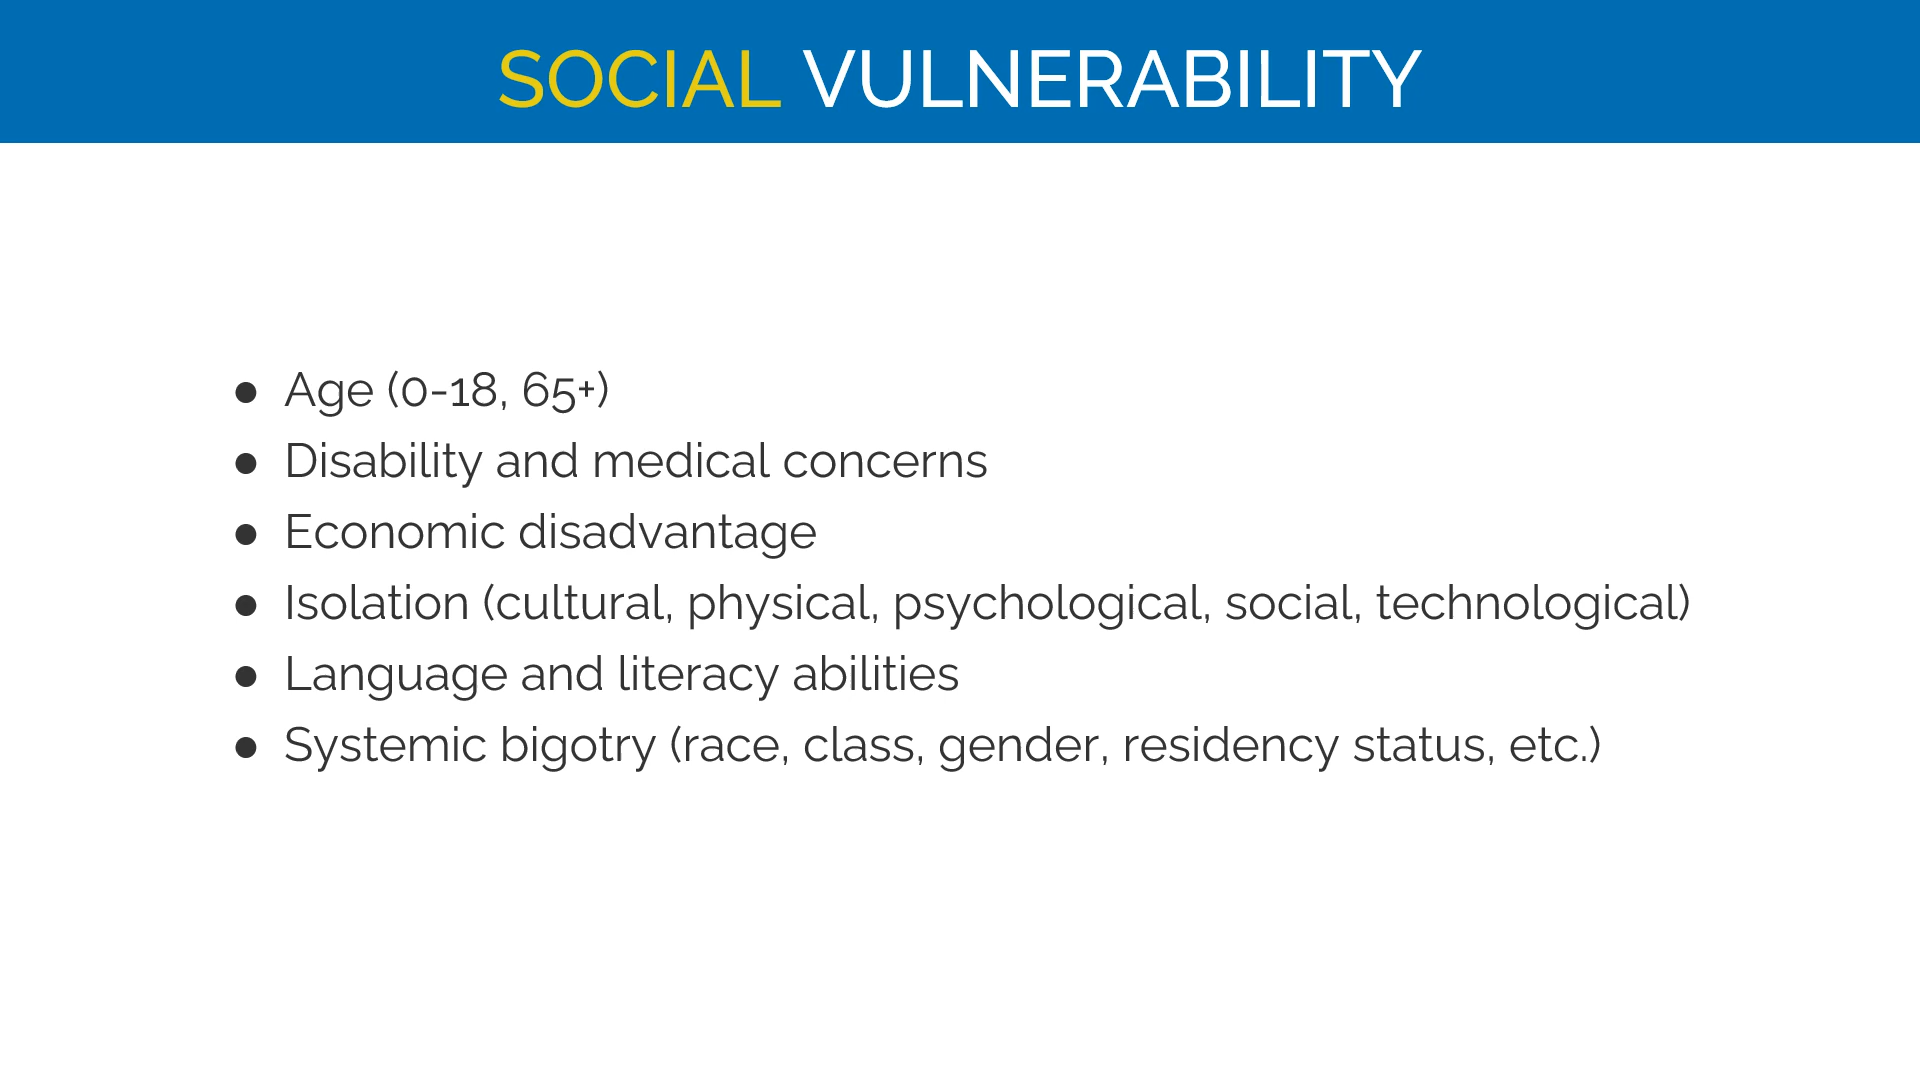 SOCIAL VULNERABILITY
● Age (0-18, 65+)
● Disability and medical concerns
● Economic disadvantage
● Isolation (cultural, physical, psychological, social, technological)
● Language and literacy abilities
● Systemic bigotry (race, class, gender, residency status, etc.)